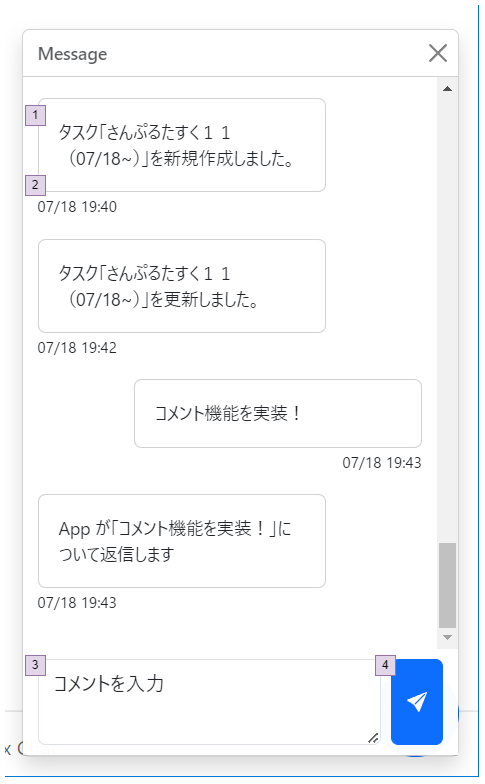 Message
1
タスク「さんぷるたすく１１
（07/18~）」を新規作成しました。
2
07/18 19:40
タスク「さんぷるたすく１１
（07/18~）」を更新しました。
07/18 19:42
コメント機能を実装！
07/18 19:43
App が「コメント機能を実装！」に
ついて返信します
07/18 19:43
3
コメントを入力
4